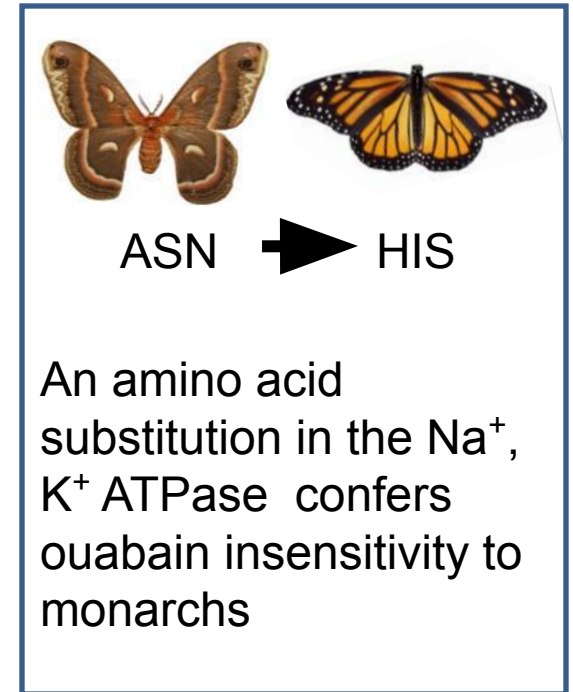 ASN HIS
An amino acid
substitution in the Na⁺,
K⁺ ATPase confers
ouabain insensitivity to
monarchs